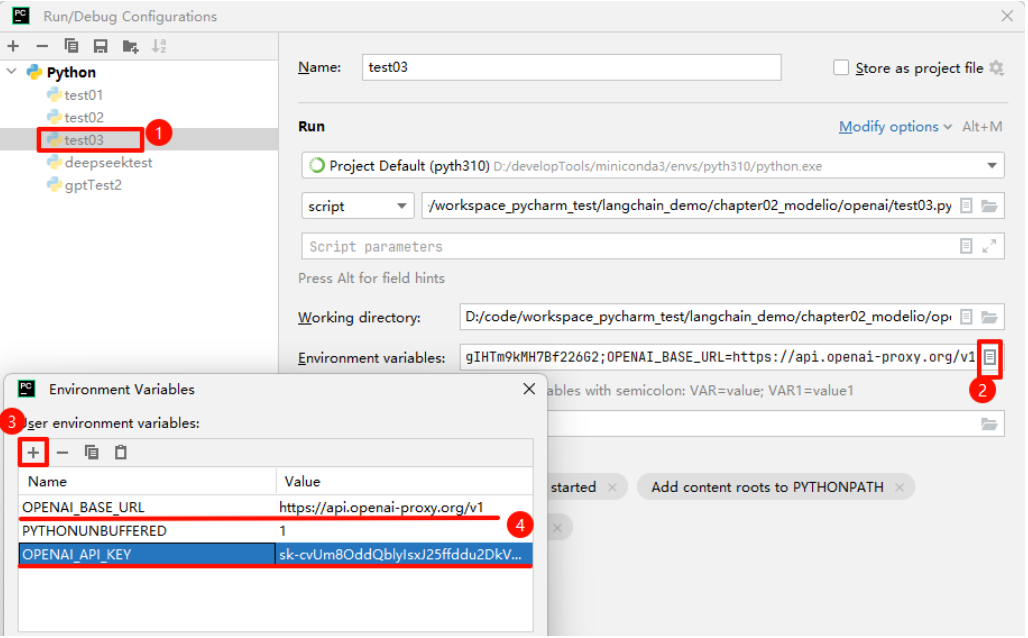 PC Run/Debug Configurations
Python
test01
test02
test03
1
deepseektest
gptTest2
Name: test03
Store as project file
Run
Modify options Alt+M
Project Default (pyth310) D:/developTools/miniconda3/envs/pyth310/python.exe
script
/workspace_pycharm_test/langchain_demo/chapter02_modelio/openai/test03.py
Script parameters
Press Alt for field hints
Working directory: D:/code/workspace_pycharm_test/langchain_demo/chapter02_modelio/ope
Environment variables: gIHTm9kMH7Bf226G2;OPENAI_BASE_URL=https://api.openai-proxy.org/v1
2
ables with semicolon: VAR=value; VAR1=value1
started
Add content roots to PYTHONPATH
PC Environment Variables
3
User environment variables:
Name Value
OPENAI_BASE_URL https://api.openai-proxy.org/v1
4
PYTHONUNBUFFERED 1
OPENAI_API_KEY sk-cvUm8OddQblyIsxJ25ffddu2DkV...